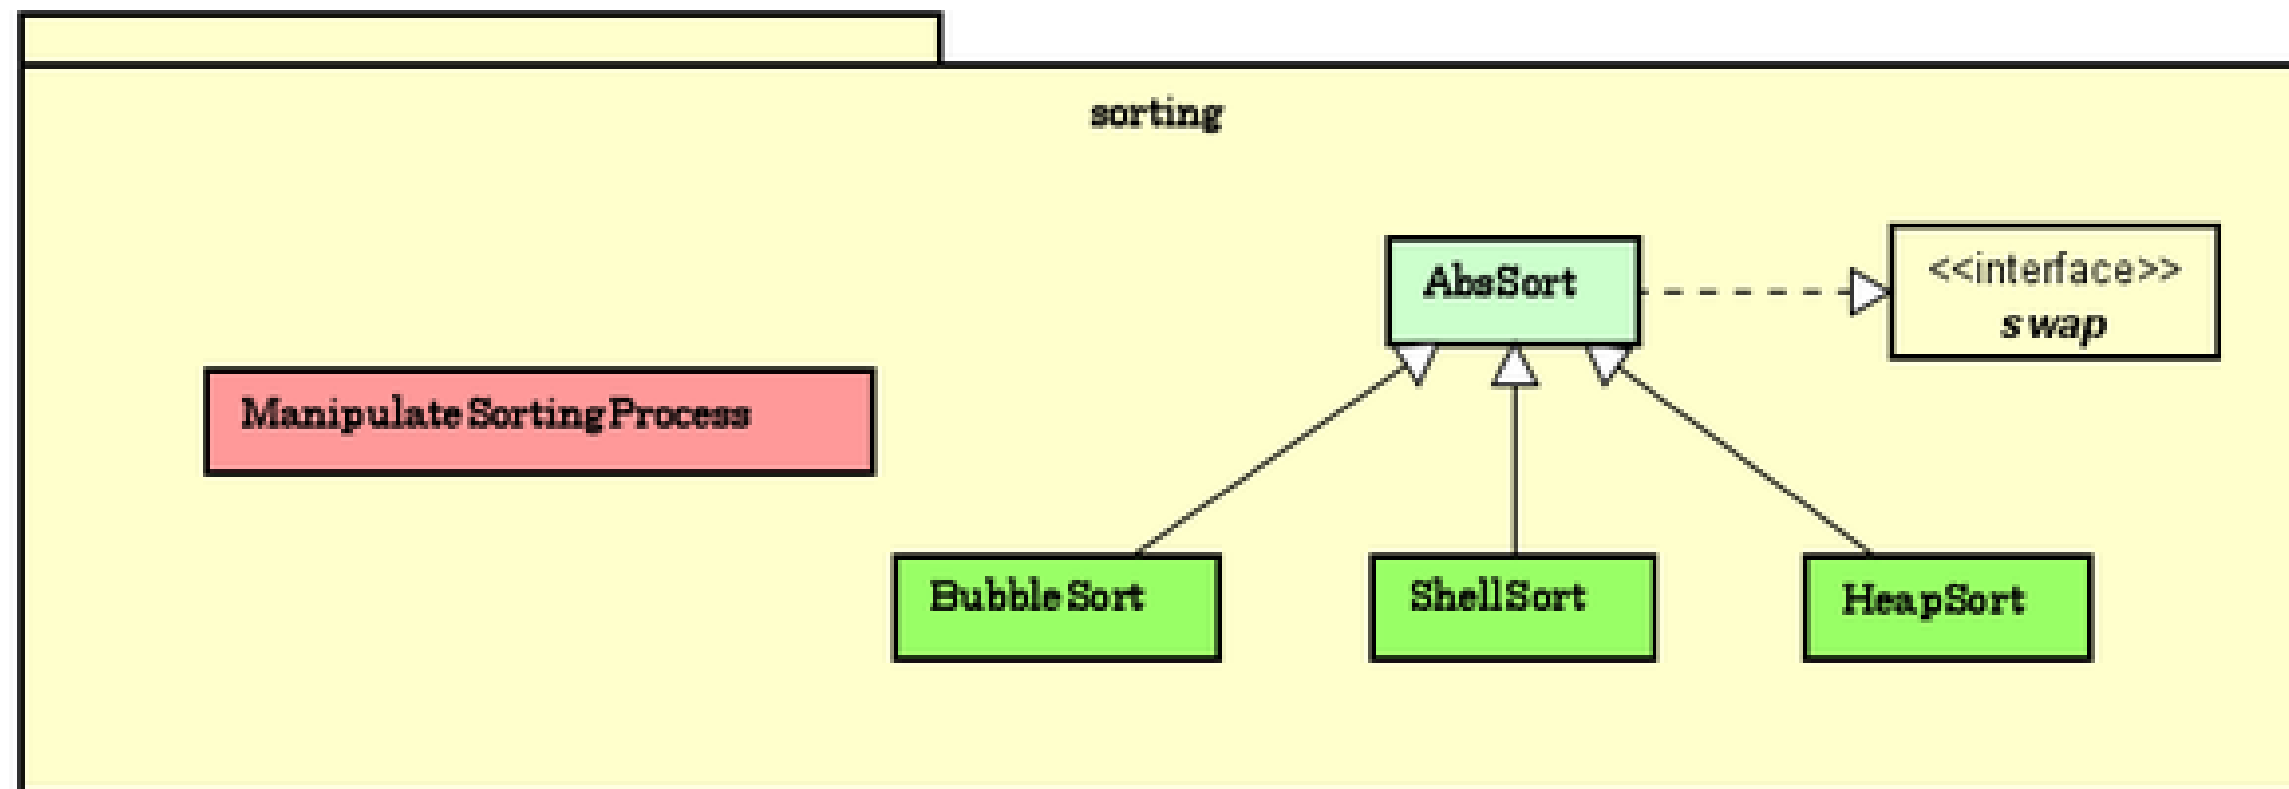 sorting
AbsSort
<<interface>>
swap
ManipulateSortingProcess
BubbleSort
ShellSort
HeapSort